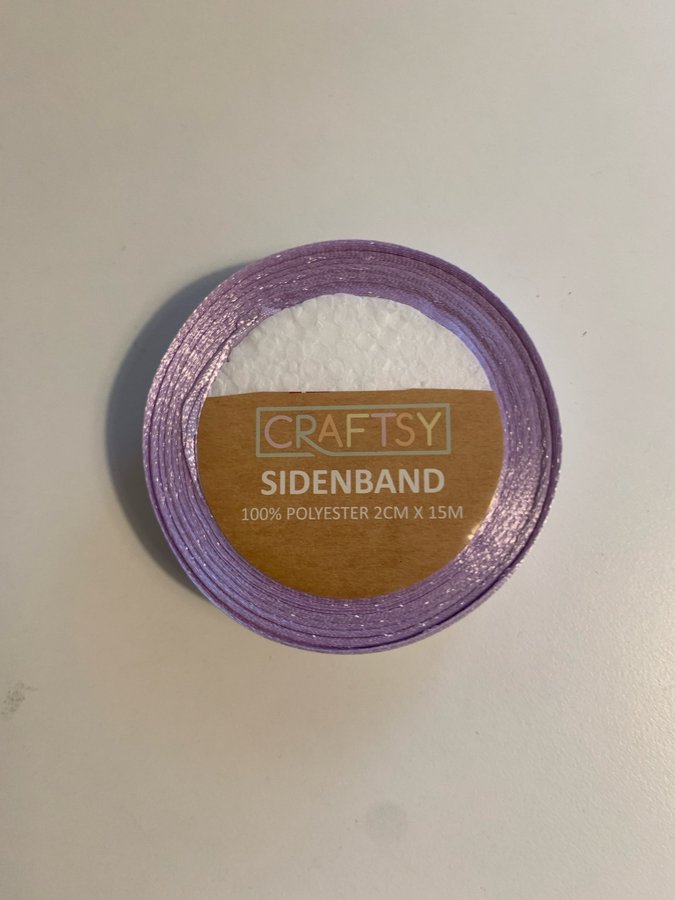 CRAFTSY
SIDENBAND
100% POLYESTER 2CM X 15M